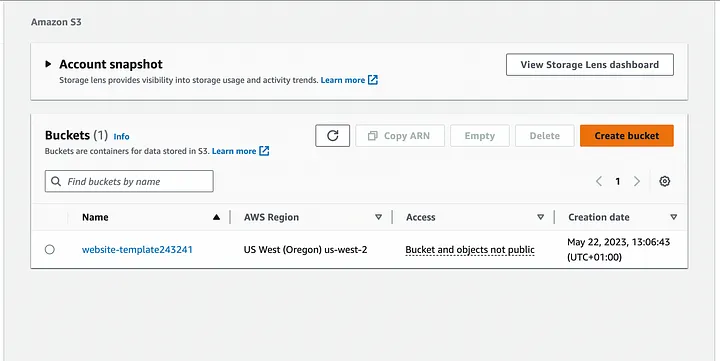 Amazon S3
Account snapshot
View Storage Lens dashboard
Storage lens provides visibility into storage usage and activity trends. Learn more
Buckets (1) Info
Copy ARN Empty Delete Create bucket
Buckets are containers for data stored in S3. Learn more
Find buckets by name
1
Name AWS Region Access Creation date
website-template243241 US West (Oregon) us-west-2 Bucket and objects not public May 22, 2023, 13:06:43
(UTC+01:00)